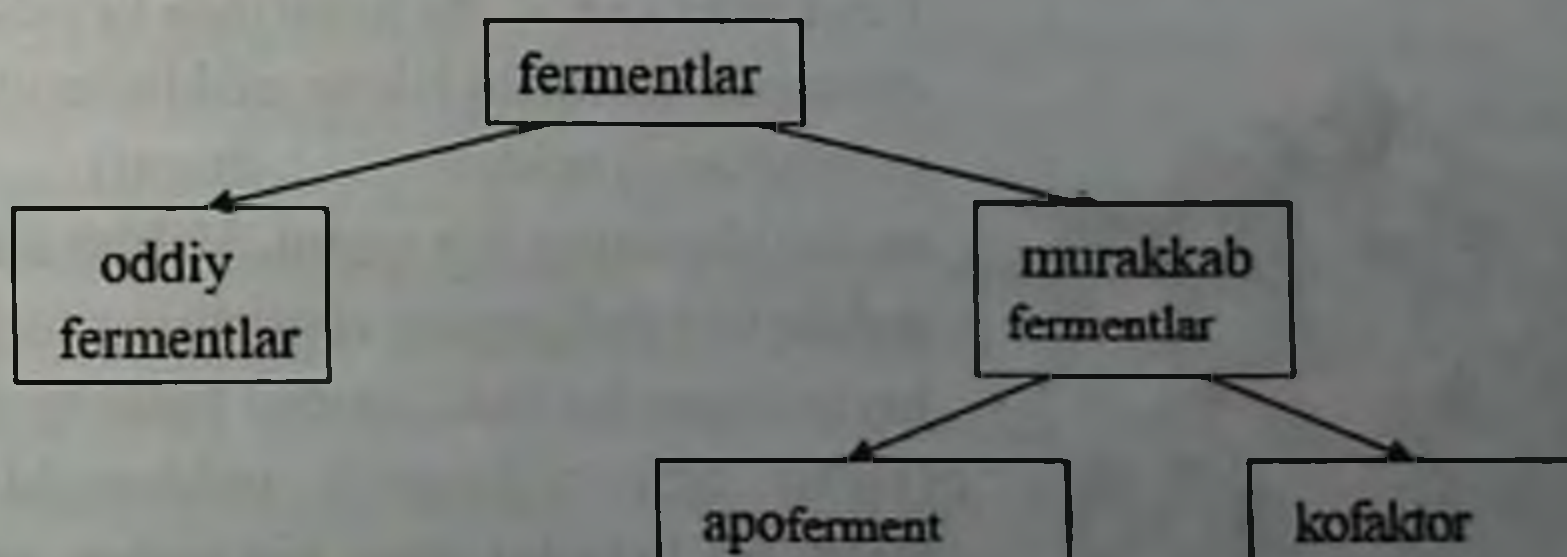 fermentlar
oddiy
fermentlar
murakkab
fermentlar
apoferment
kofaktor